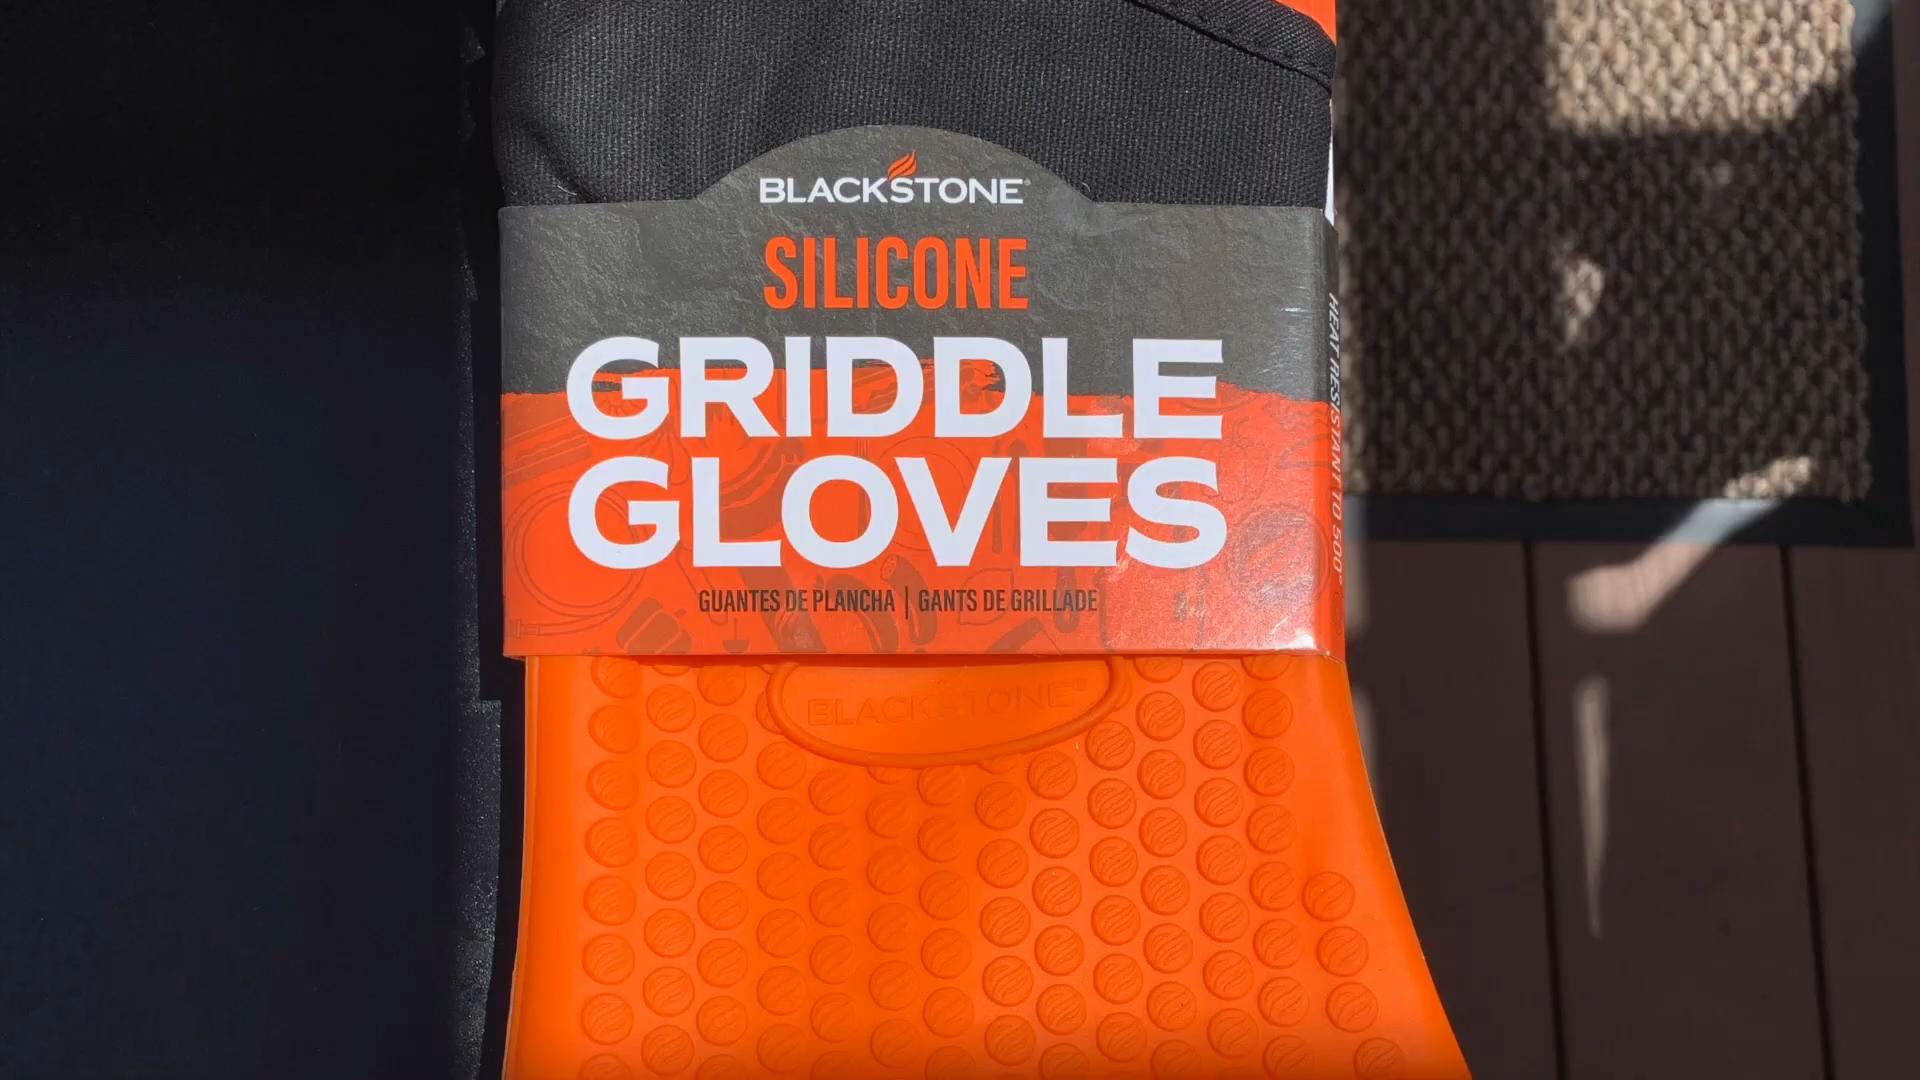 BLACKSTONE®
SILICONE
GRIDDLE
GLOVES
GUANTES DE PLANCHA | GANTS DE GRILLADE
HEAT RESISTANT TO 500°
BLACKSTONE®